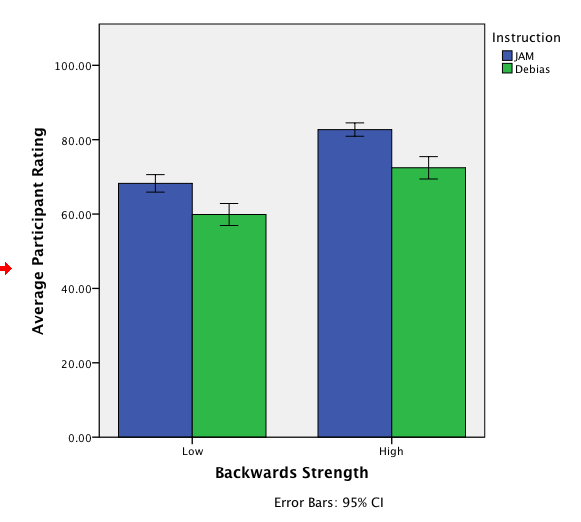 Instruction
JAM
Debias
100.00
80.00
60.00
40.00
20.00
0.00
Average Participant Rating
Low
High
Backwards Strength
Error Bars: 95% CI